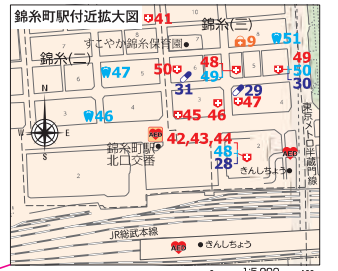 錦糸町駅付近拡大図
41
錦糸(三)
すこやか錦糸保育園
9
51
錦糸(二)
47
50
48
49
49
50
30
31
29
47
46
45 46
42,43,44
48
28
N
W E
S
錦糸町駅
北口交番
AED
AED
きんしちょう
東京メトロ半蔵門線
JR総武本線
AED
きんしちょう